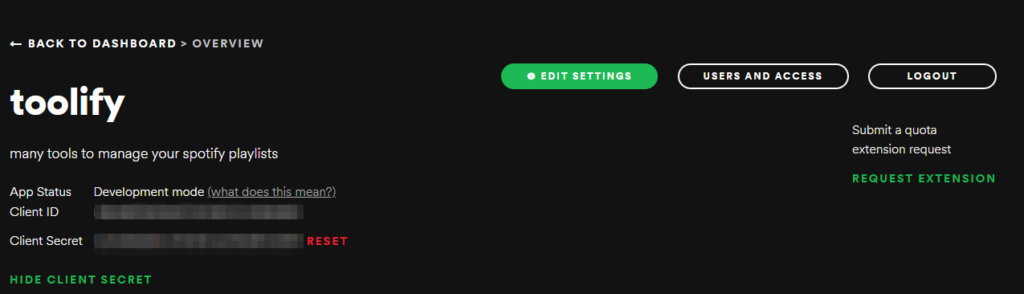 ← BACK TO DASHBOARD > OVERVIEW
EDIT SETTINGS
USERS AND ACCESS
LOGOUT
toolify
many tools to manage your spotify playlists
Submit a quota
extension request
REQUEST EXTENSION
App Status Development mode (what does this mean?)
Client ID
Client Secret RESET
HIDE CLIENT SECRET